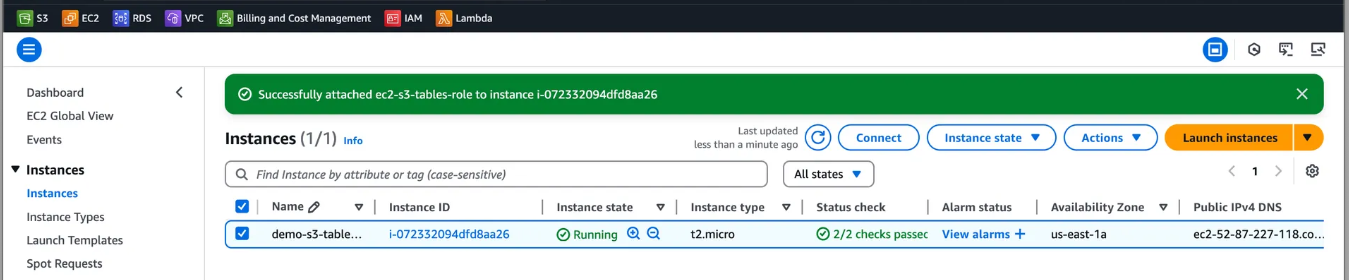 S3 EC2 RDS VPC Billing and Cost Management IAM Lambda
Successfully attached ec2-s3-tables-role to instance i-072332094dfd8aa26
Dashboard
EC2 Global View
Events
Instances
Instances
Instance Types
Launch Templates
Spot Requests
Instances (1/1) Info
Last updated
less than a minute ago
Connect Instance state Actions Launch instances
Find Instance by attribute or tag (case-sensitive) All states 1
Name Instance ID Instance state Instance type Status check Alarm status Availability Zone Public IPv4 DNS
demo-s3-table... i-072332094dfd8aa26 Running t2.micro 2/2 checks passec View alarms + us-east-1a ec2-52-87-227-118.co...